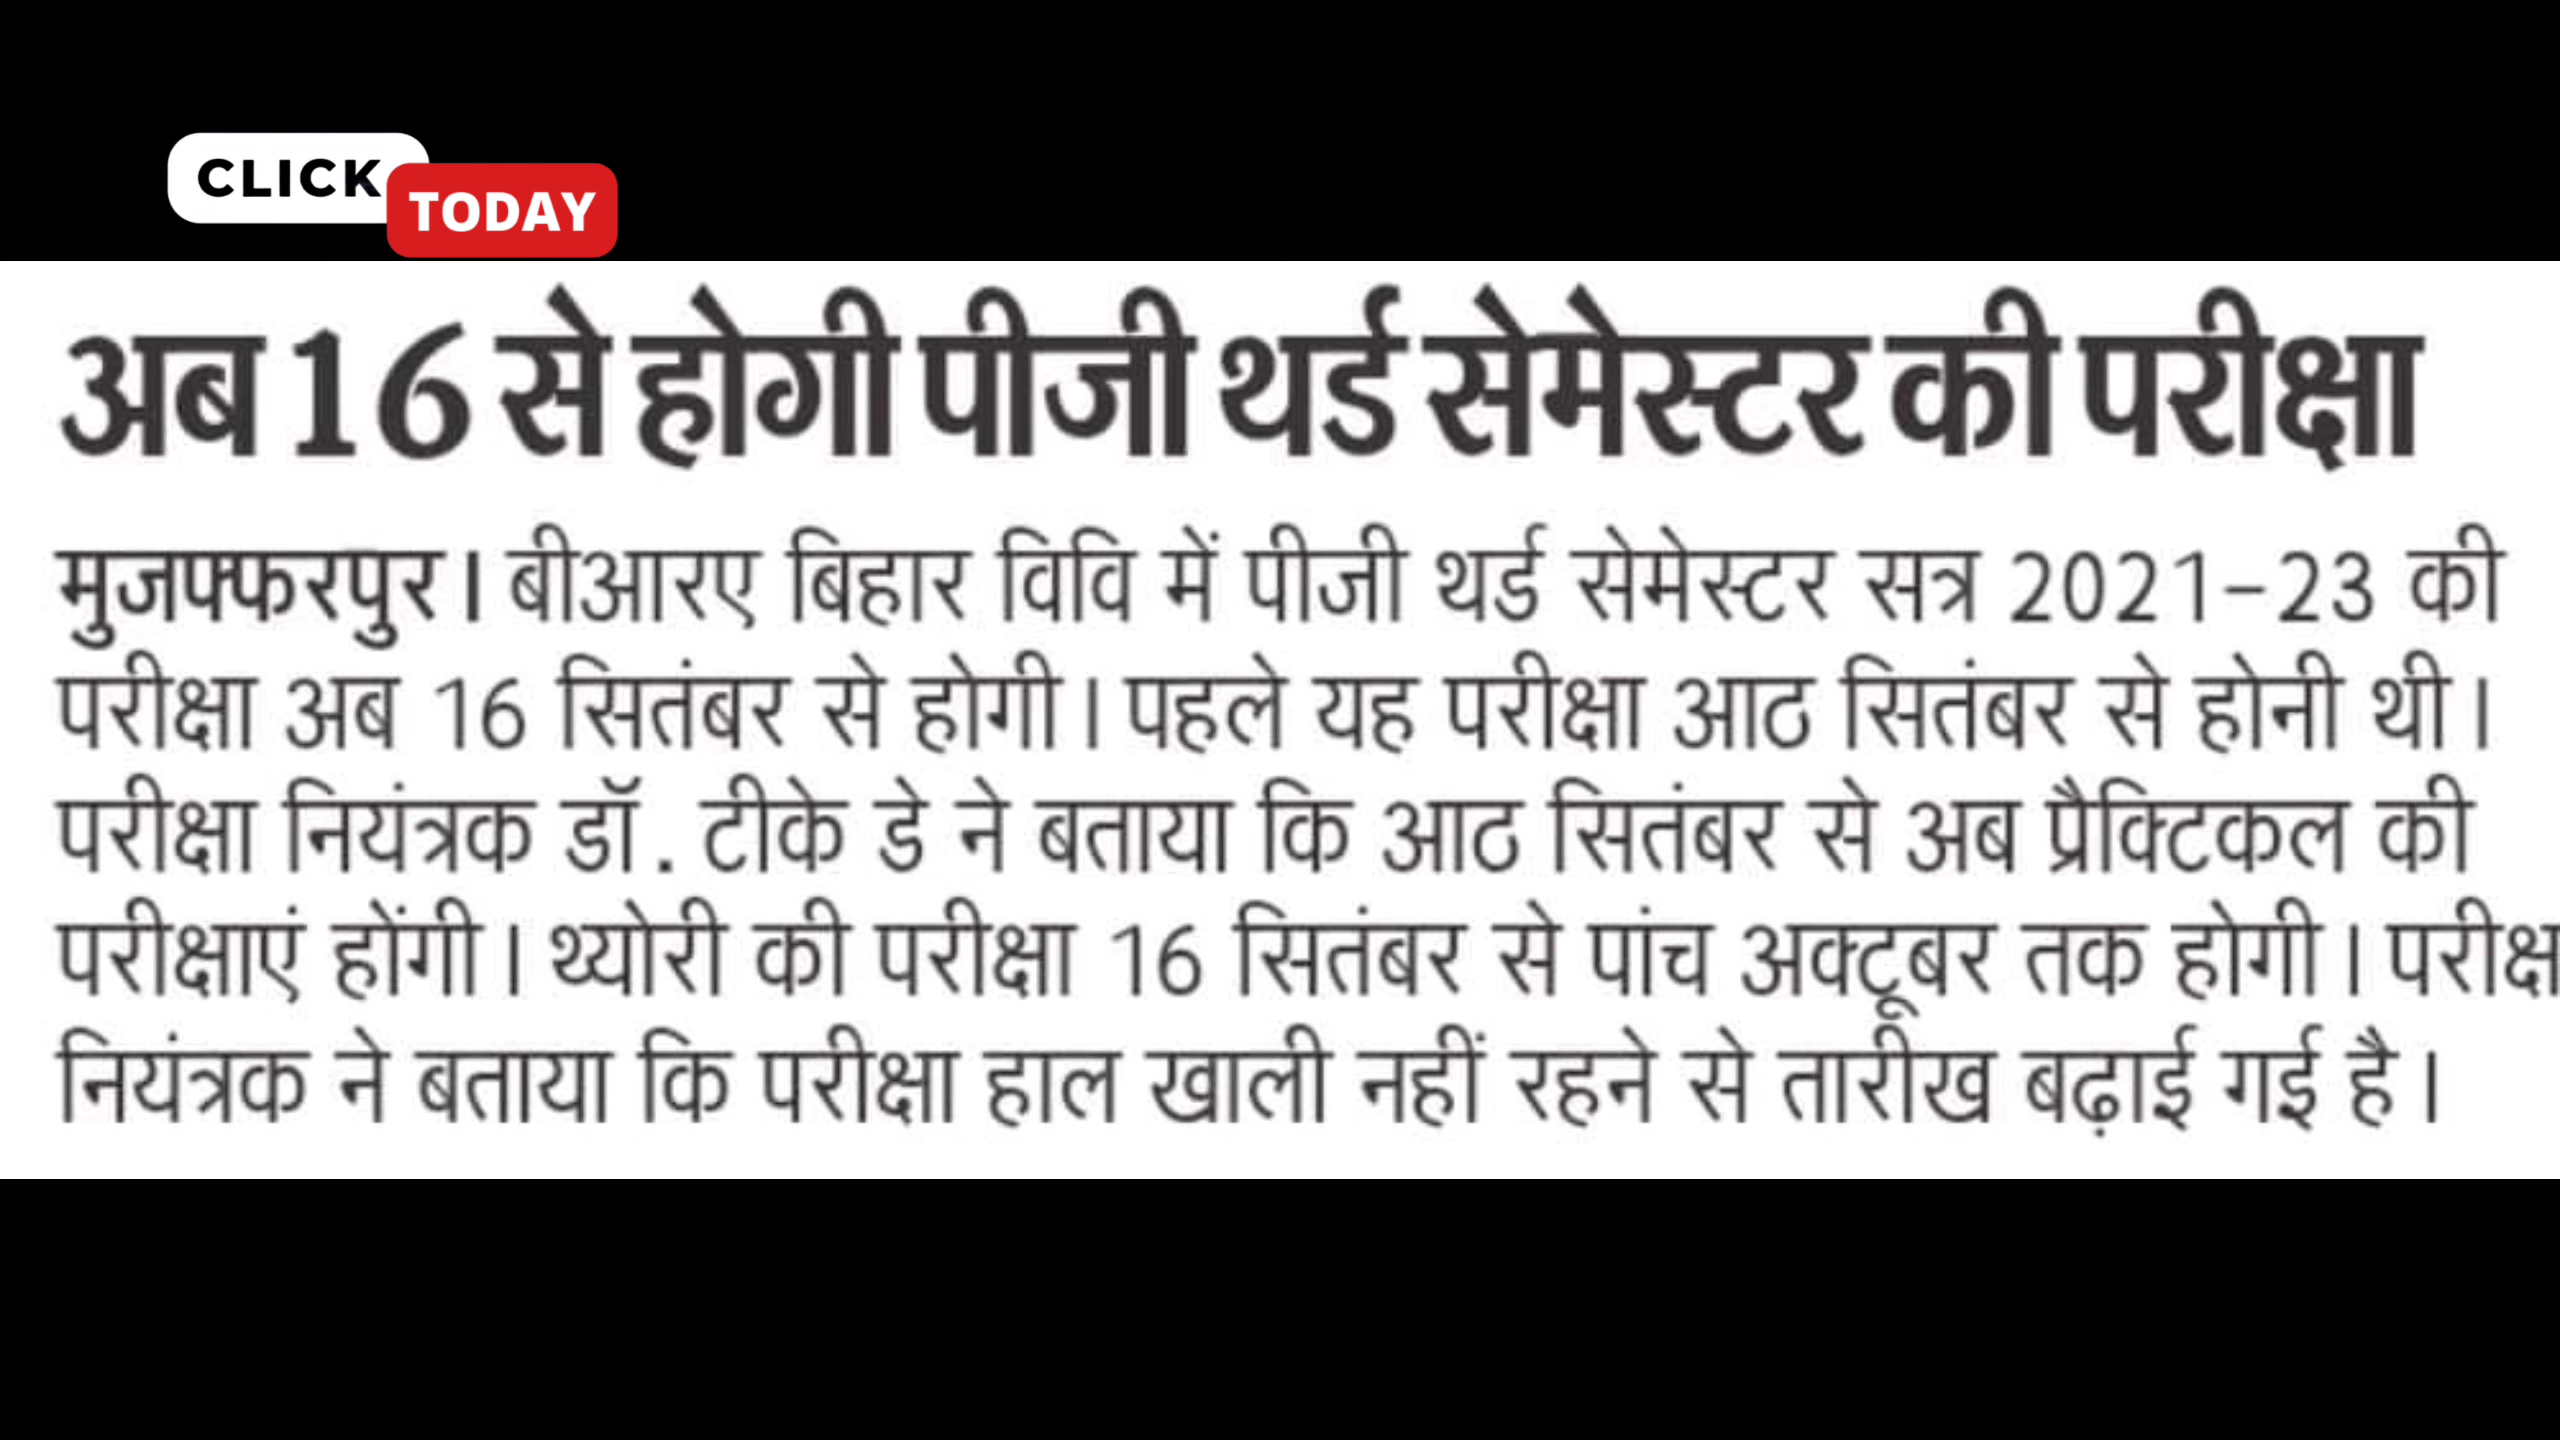 CLICK
TODAY
अब 16 से होगी पीजी थर्ड सेमेस्टर की परीक्षा
मुजफ्फरपुर। बीआरए बिहार विवि में पीजी थर्ड सेमेस्टर सत्र 2021-23 की
परीक्षा अब 16 सितंबर से होगी। पहले यह परीक्षा आठ सितंबर से होनी थी।
परीक्षा नियंत्रक डॉ. टीके डे ने बताया कि आठ सितंबर से अब प्रैक्टिकल की
परीक्षाएं होंगी। थ्योरी की परीक्षा 16 सितंबर से पांच अक्टूबर तक होगी। परीक्ष
नियंत्रक ने बताया कि परीक्षा हाल खाली नहीं रहने से तारीख बढ़ाई गई है।